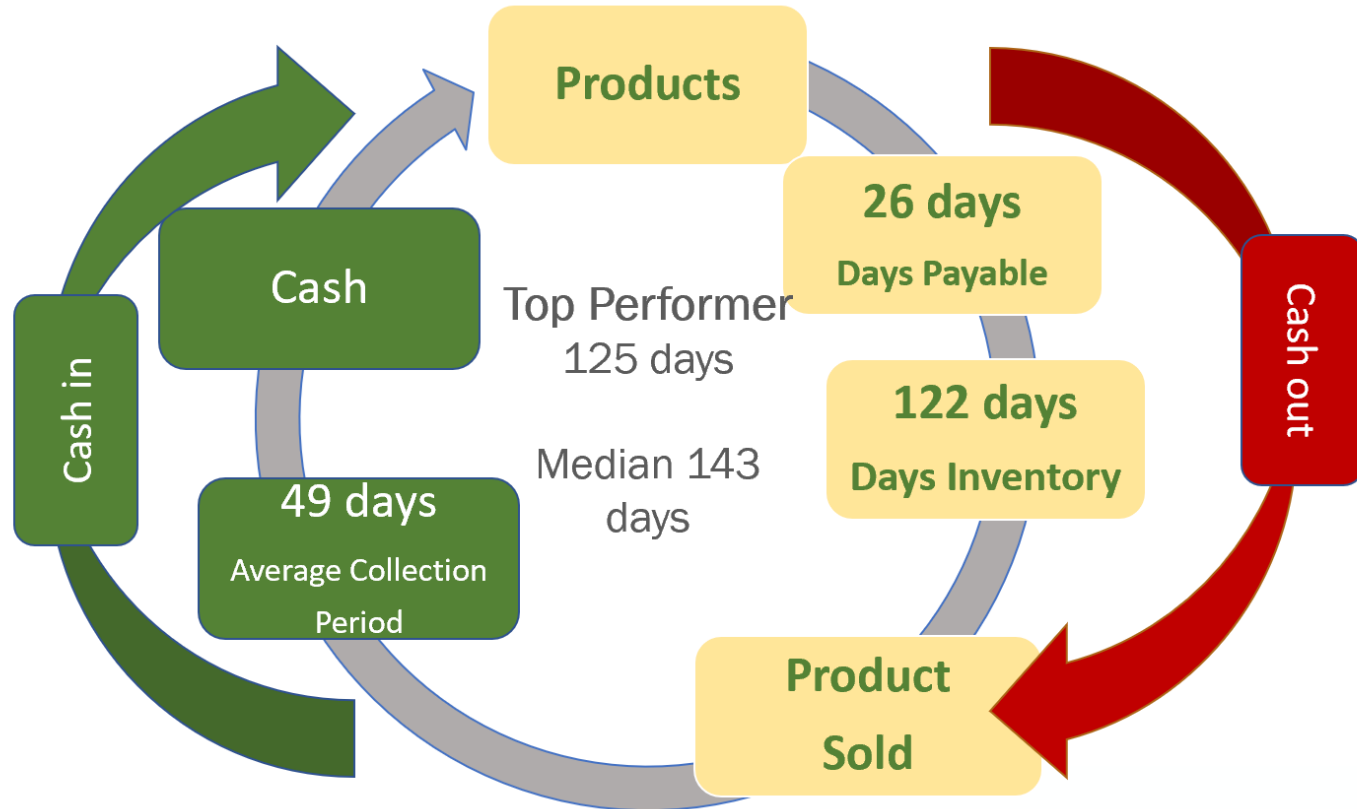 Products
26 days
Days Payable
Cash
Top Performer
125 days
Cash in
Cash out
122 days
Days Inventory
Median 143
days
49 days
Average Collection
Period
Product
Sold